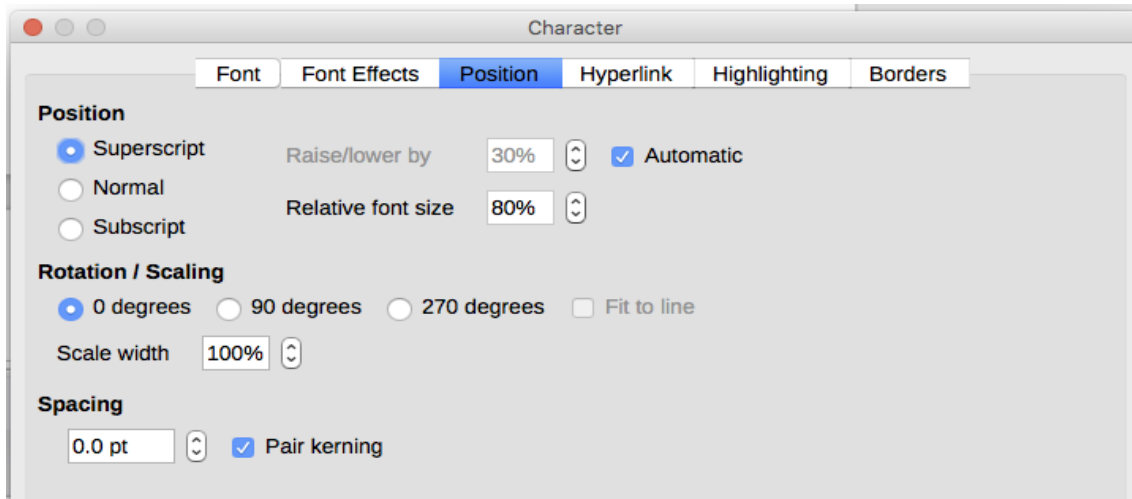 Character
Font Font Effects Position Hyperlink Highlighting Borders
Position
Superscript Raise/lower by 30% Automatic
Normal
Relative font size 80%
Subscript
Rotation / Scaling
0 degrees 90 degrees 270 degrees Fit to line
Scale width 100%
Spacing
0.0 pt Pair kerning